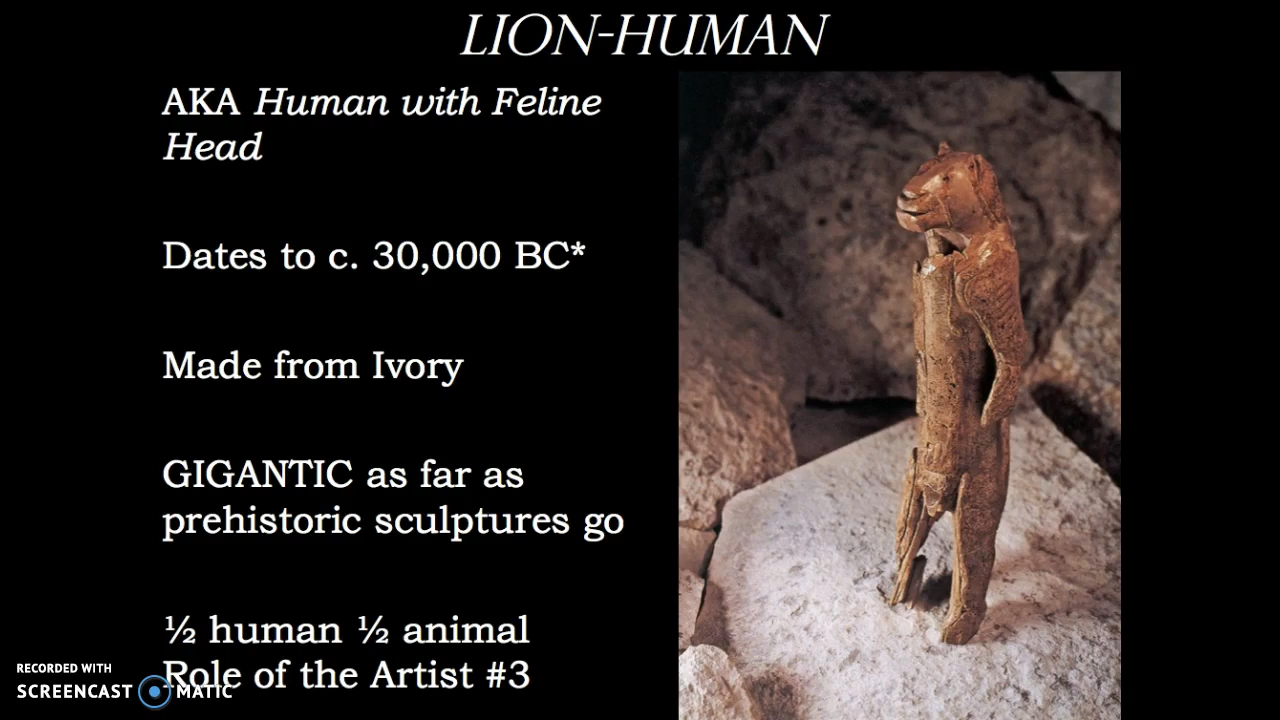 LION-HUMAN
AKA Human with Feline
Head
Dates to c. 30,000 BC*
Made from Ivory
GIGANTIC as far as
prehistoric sculptures go
½ human ½ animal
Role of the Artist #3
RECORDED WITH
SCREENCAST MATIC